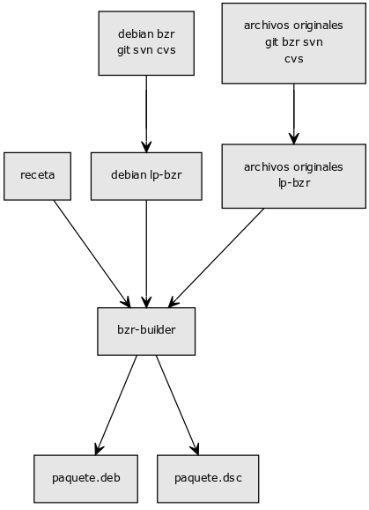 debian bzr
git svn cvs
archivos originales
git bzr svn
cvs
receta
debian lp-bzr
archivos originales
lp-bzr
bzr-builder
paquete.deb
paquete.dsc